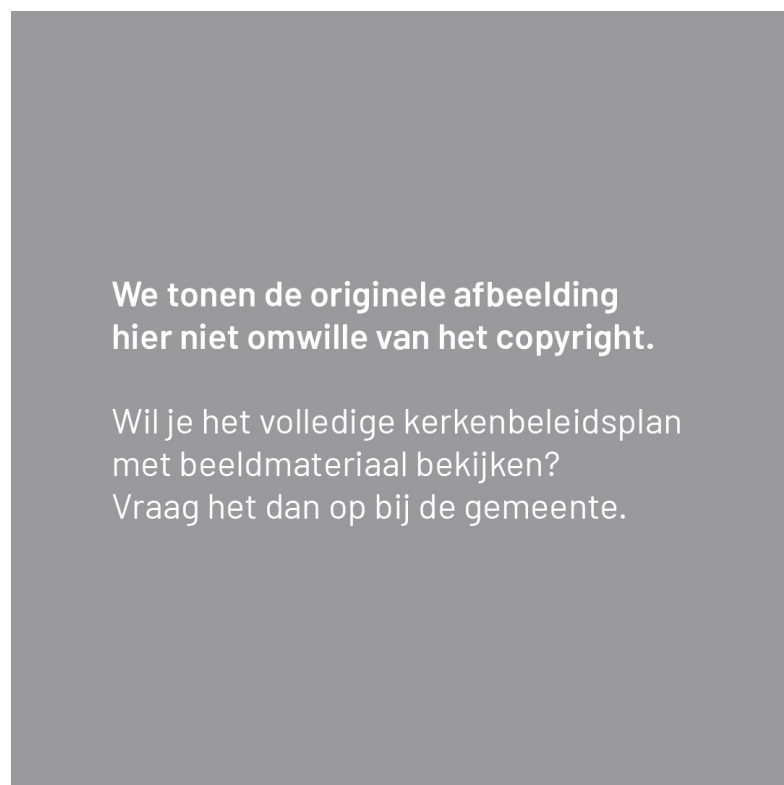 We tonen de originele afbeelding
hier niet omwille van het copyright.
Wil je het volledige kerkenbeleidsplan
met beeldmateriaal bekijken?
Vraag het dan op bij de gemeente.